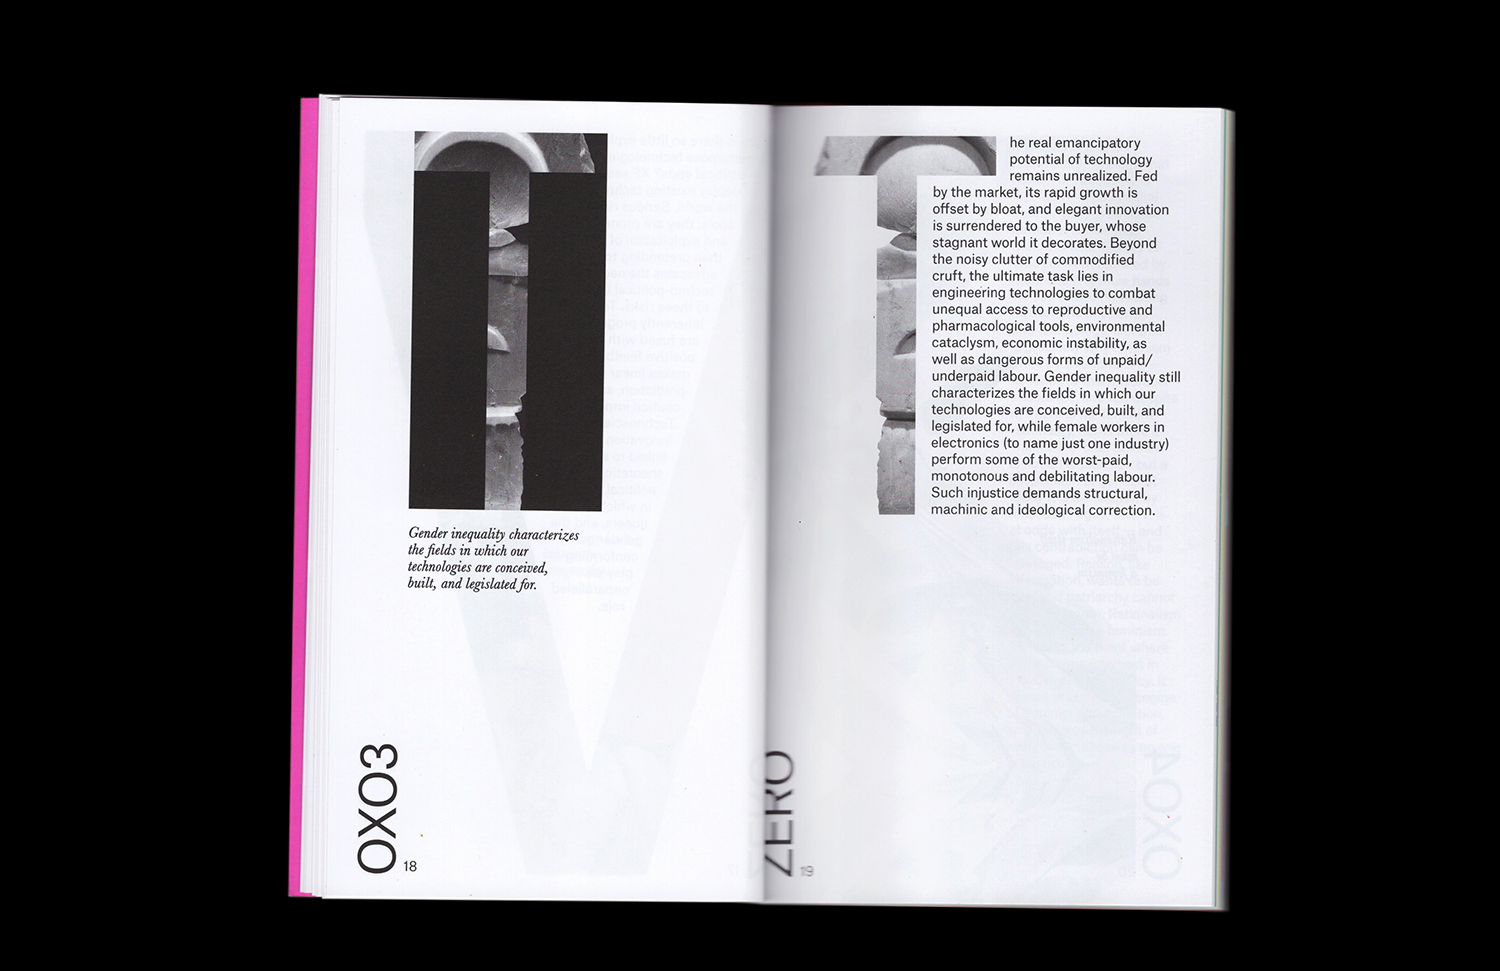 Gender inequality characterizes
the fields in which our
technologies are conceived,
built, and legislated for.
0X03
18
The real emancipatory
potential of technology
remains unrealized. Fed
by the market, its rapid growth is
offset by bloat, and elegant innovation
is surrendered to the buyer, whose
stagnant world it decorates. Beyond
the noisy clutter of commodified
cruft, the ultimate task lies in
engineering technologies to combat
unequal access to reproductive and
pharmacological tools, environmental
cataclysm, economic instability, as
well as dangerous forms of unpaid/
underpaid labour. Gender inequality still
characterizes the fields in which our
technologies are conceived, built, and
legislated for, while female workers in
electronics (to name just one industry)
perform some of the worst-paid,
monotonous and debilitating labour.
Such injustice demands structural,
machinic and ideological correction.
ZERO
19